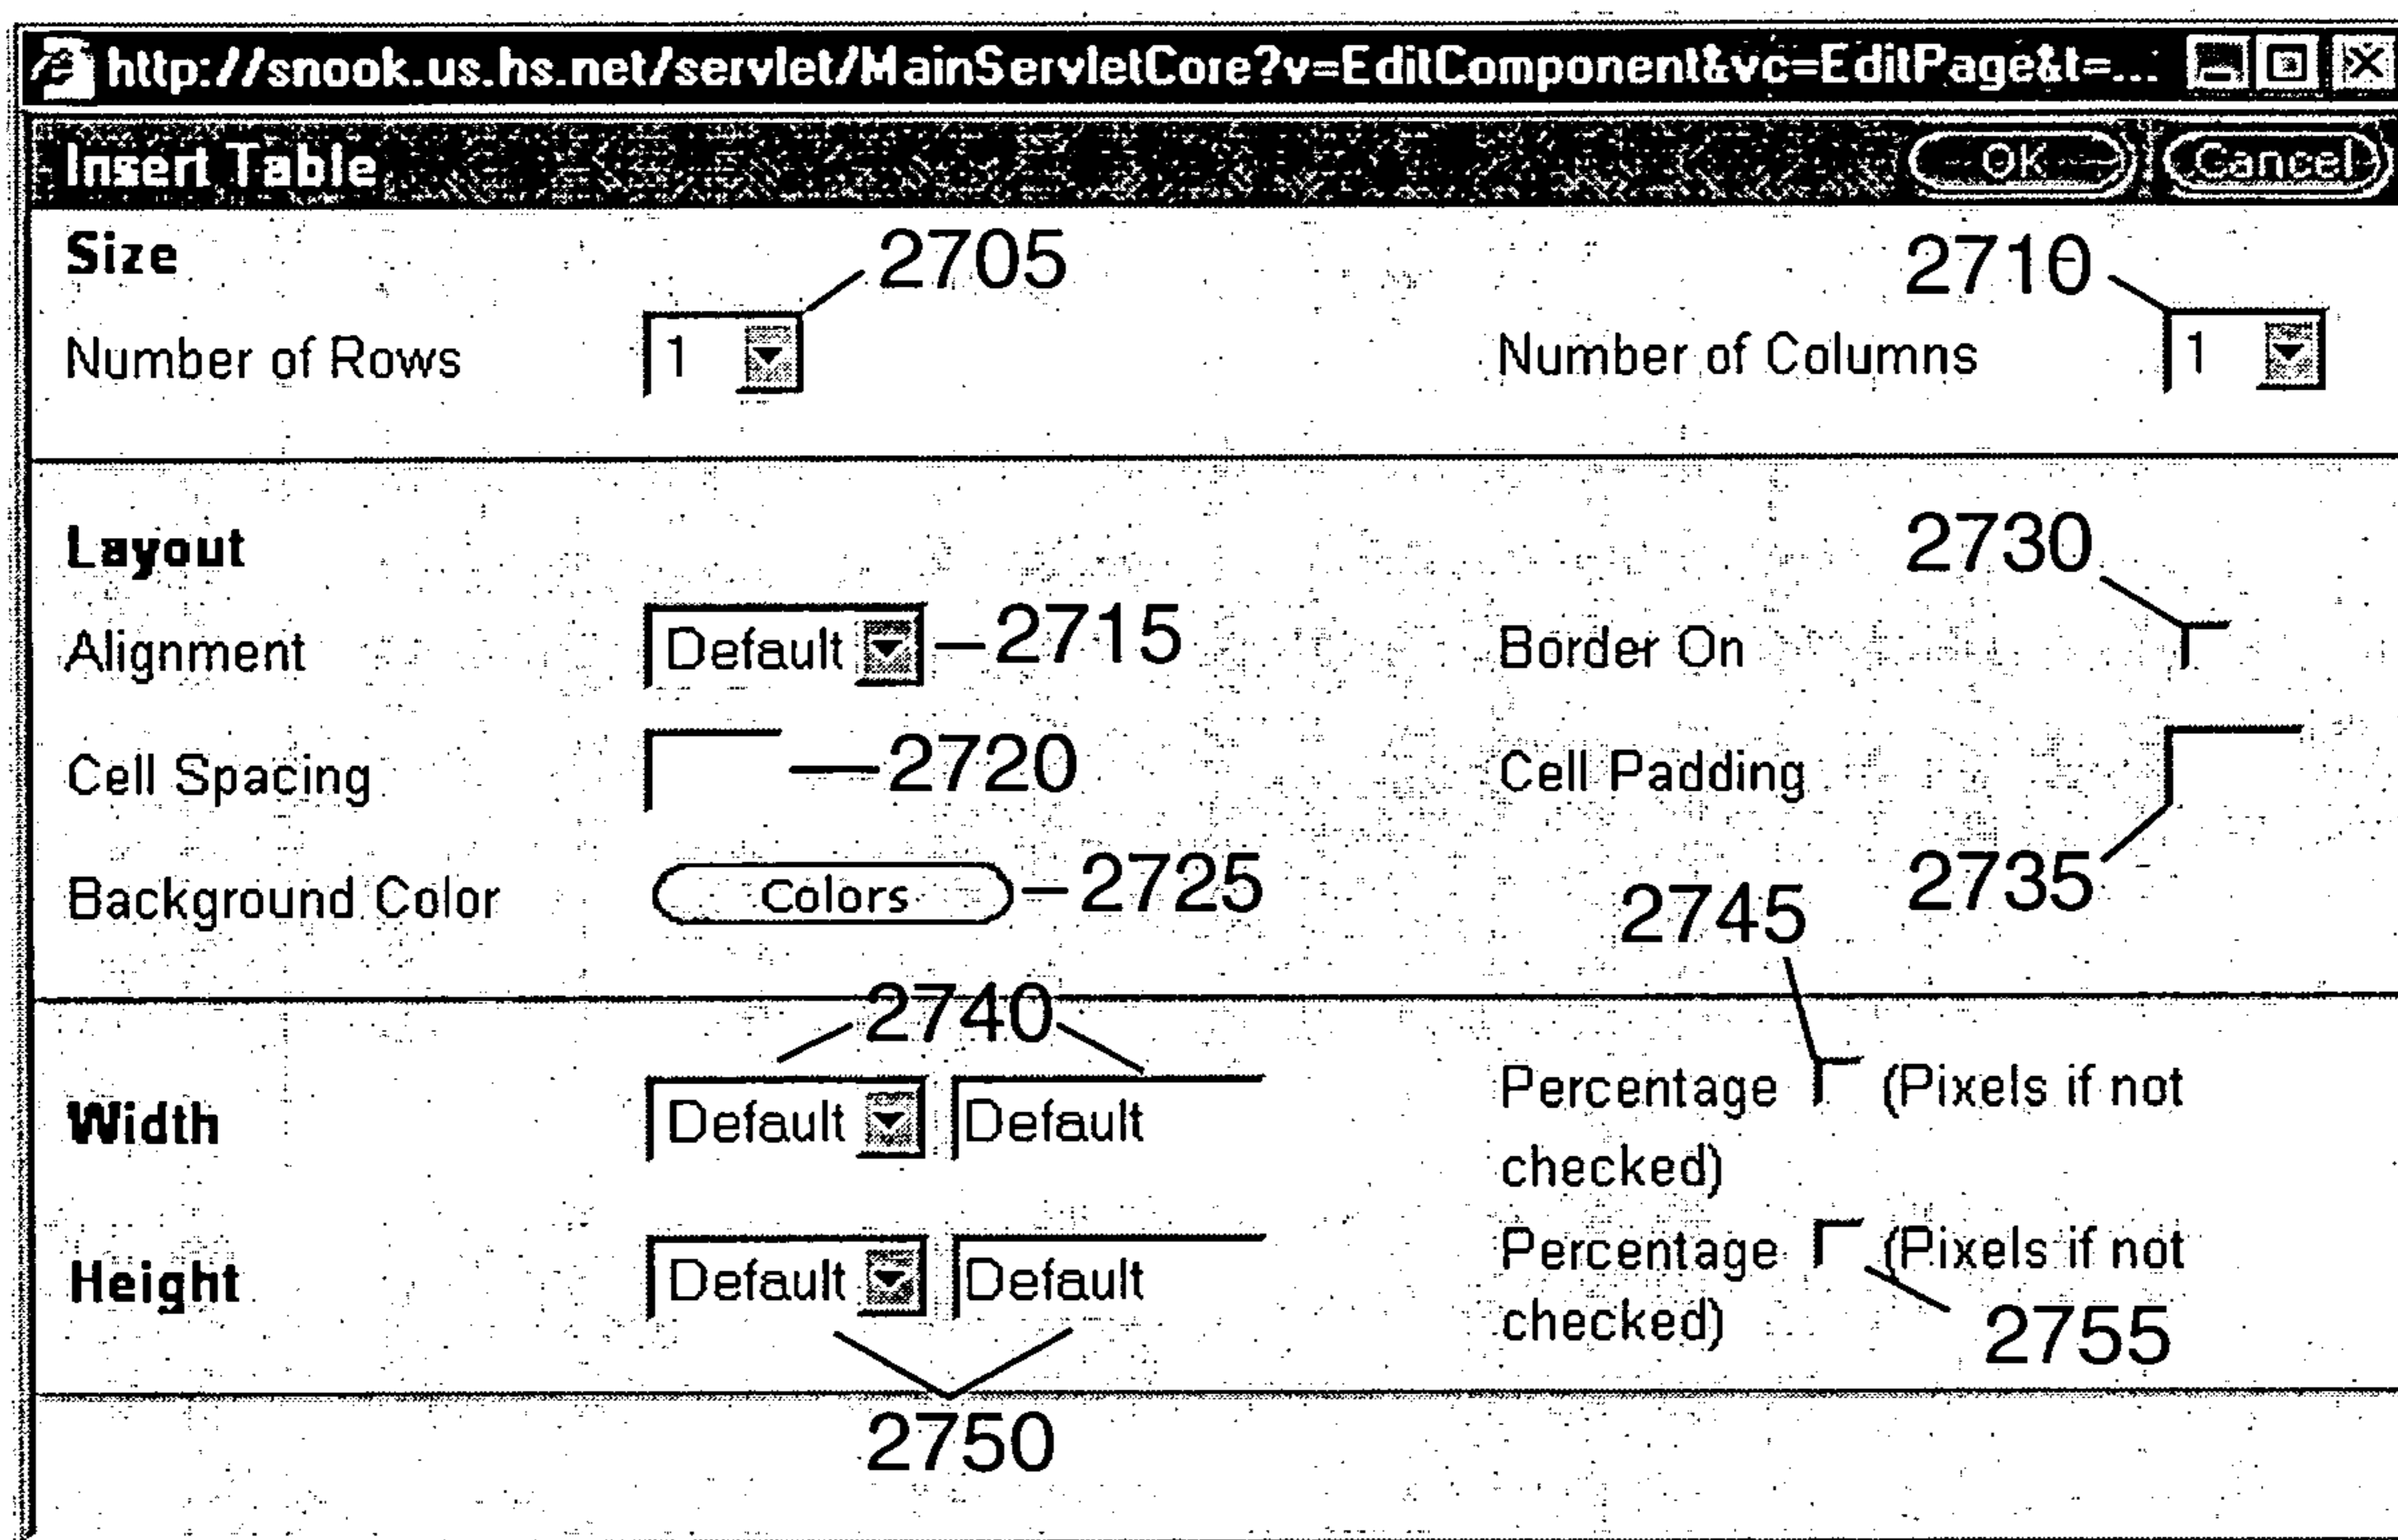 http://snook.us.hs.net/servlet/MainServletCore?v=EditComponent&vc=EditPage&t=...
Insert Table OK Cancel
Size 2705 2710
Number of Rows 1 Number of Columns 1
Layout 2730
Alignment Default 2715 Border On
Cell Spacing 2720 Cell Padding
Background Color Colors 2725 2745 2735
2740
Width Default Default Percentage (Pixels if not
checked)
Height Default Default Percentage (Pixels if not
checked) 2755
2750